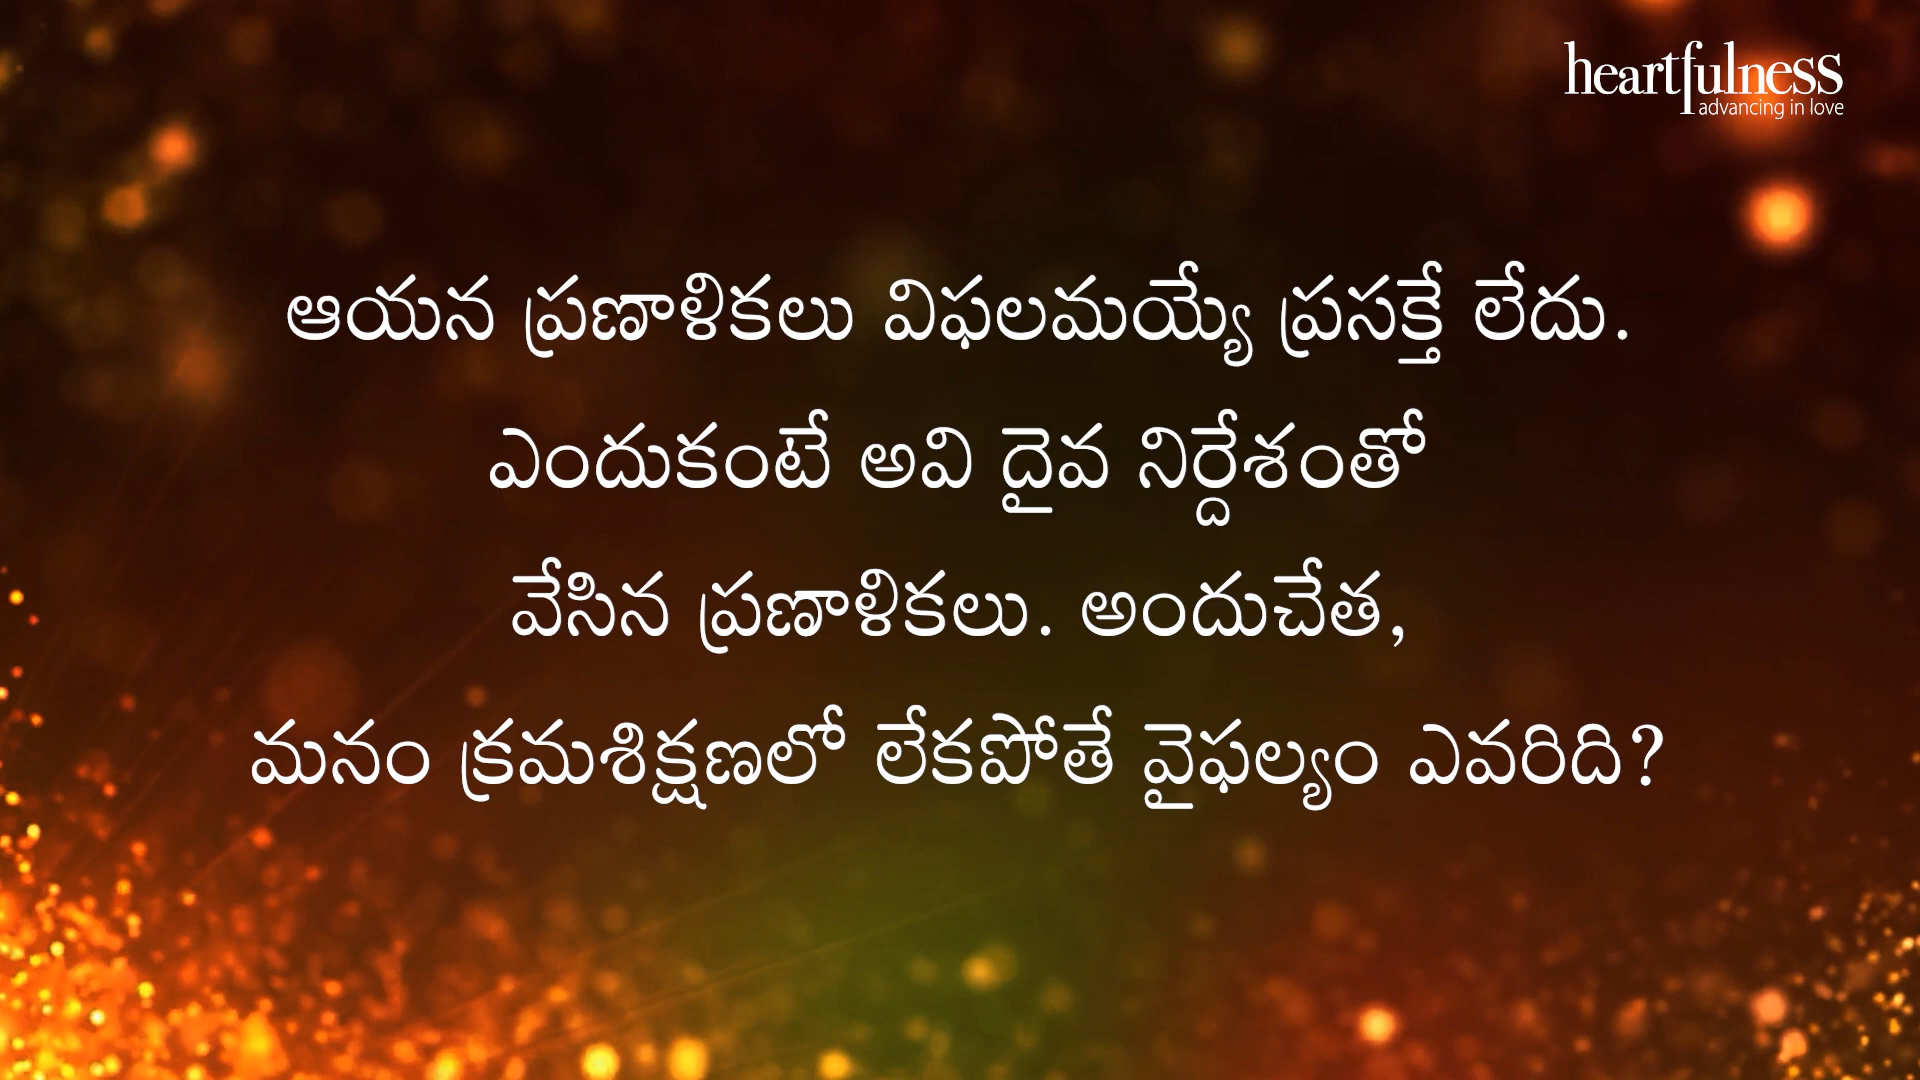 heartfulness
advancing in love
ఆయన ప్రణాళికలు విఫలమయ్యే ప్రసక్తే లేదు.
ఎందుకంటే అవి దైవ నిర్దేశంతో
వేసిన ప్రణాళికలు. అందుచేత,
మనం క్రమశిక్షణలో లేకపోతే వైఫల్యం ఎవరిది?